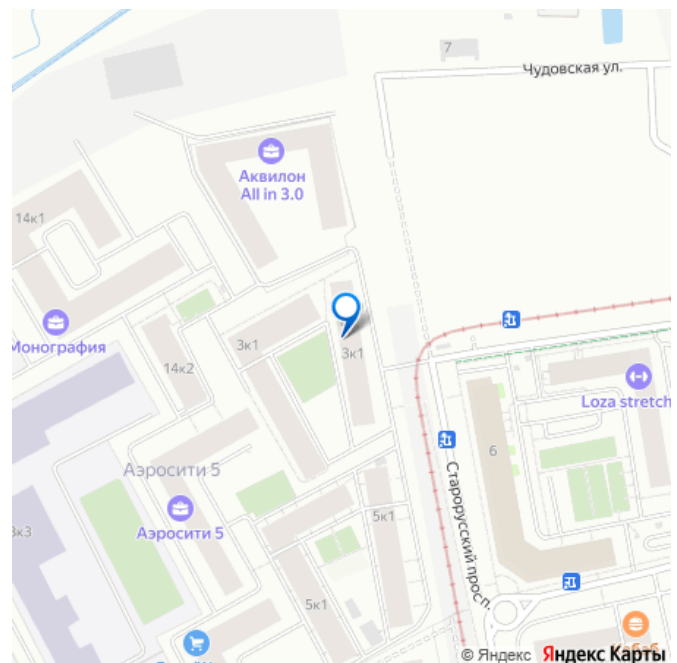 7
Чудовская ул.
Аквилон
All in 3.0
14к1
Монография
3к1
3к1
14к2
Loza stretch
Аэросити 5
6
Старорусский просп.
Аэросити 5
5к1
5к1
© Яндекс Яндекс Карты